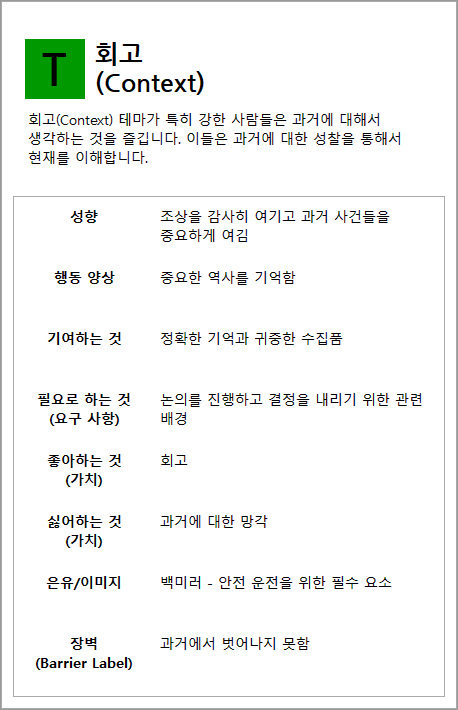 T
회고
(Context)
회고(Context) 테마가 특히 강한 사람들은 과거에 대해서
생각하는 것을 즐깁니다. 이들은 과거에 대한 성찰을 통해서
현재를 이해합니다.
성향
조상을 감사히 여기고 과거 사건들을
중요하게 여김
행동 양상
중요한 역사를 기억함
기여하는 것
정확한 기억과 귀중한 수집품
필요로 하는 것
(요구 사항)
논의를 진행하고 결정을 내리기 위한 관련
배경
좋아하는 것
(가치)
회고
싫어하는 것
(가치)
과거에 대한 망각
은유/이미지
백미러 - 안전 운전을 위한 필수 요소
장벽
(Barrier Label)
과거에서 벗어나지 못함